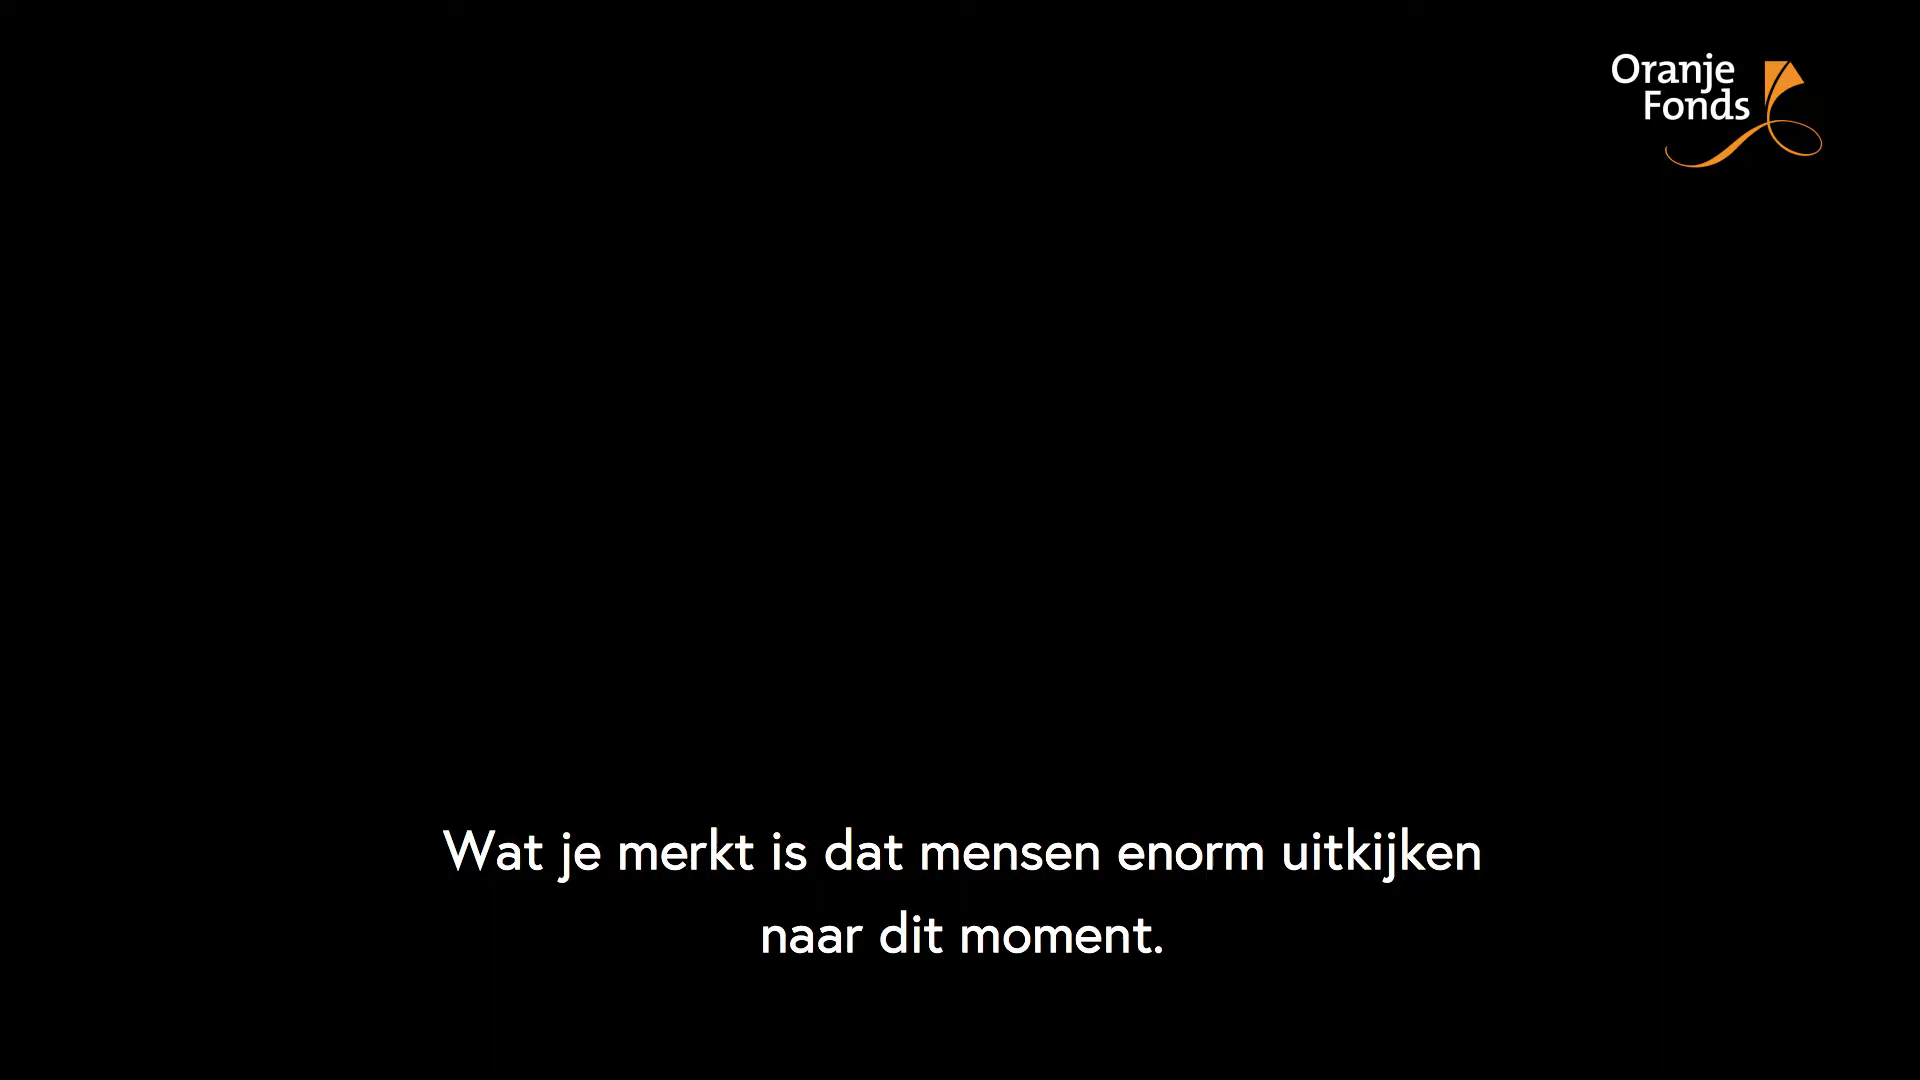 Oranje
Fonds
Wat je merkt is dat mensen enorm uitkijken
naar dit moment.